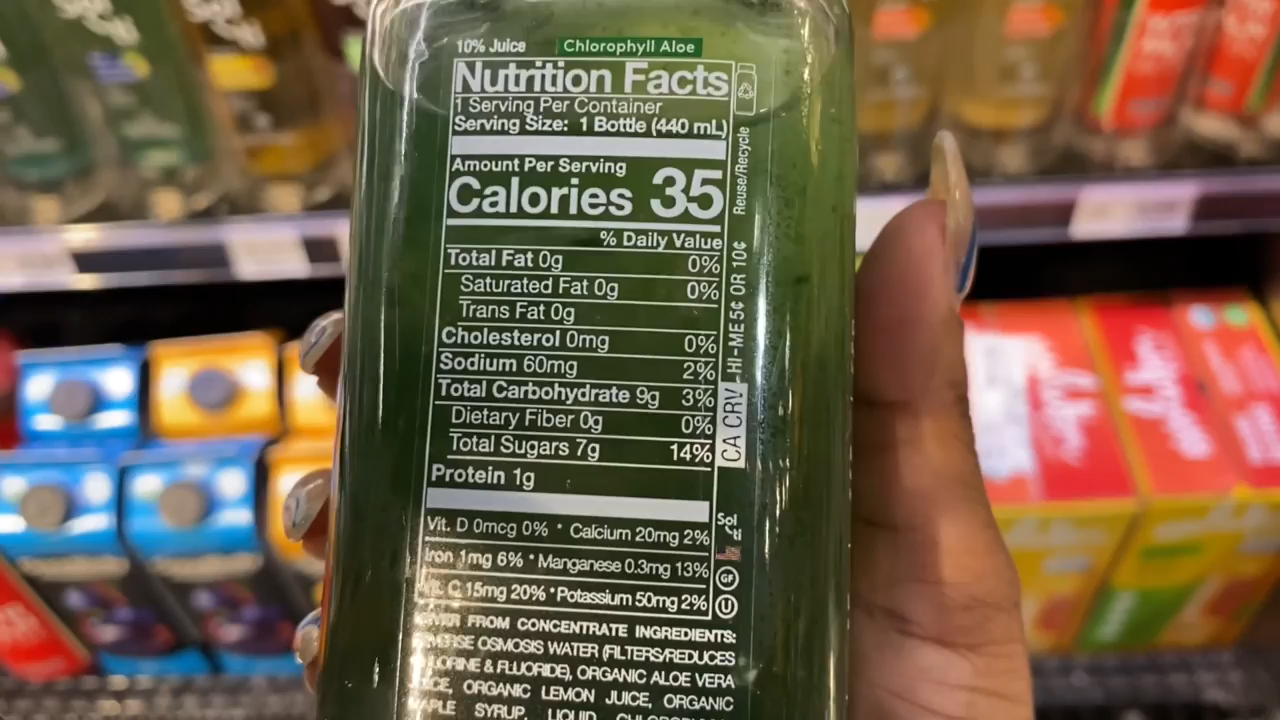 10% Juice Chlorophyll Aloe
Nutrition Facts
1 Serving Per Container
Serving Size: 1 Bottle (440 mL)
Amount Per Serving
Calories 35
% Daily Value
Total Fat 0g 0%
Saturated Fat 0g 0%
Trans Fat 0g
Cholesterol 0mg 0%
Sodium 60mg 2%
Total Carbohydrate 9g 3%
Dietary Fiber 0g 0%
Total Sugars 7g 14%
Protein 1g
Vit. D 0mcg 0% * Calcium 20mg 2%
Iron 1mg 6% * Manganese 0.3mg 13%
C 15mg 20% * Potassium 50mg 2%
FROM CONCENTRATE INGREDIENTS:
OSMOSIS WATER (FILTERS/REDUCES
& FLUORIDE), ORGANIC ALOE VERA
ORGANIC LEMON JUICE, ORGANIC
SYRUP, LIQUID
Reuse/Recycle
CA CRV HI-ME 5¢ OR 10¢
Sol
cti
GF
U